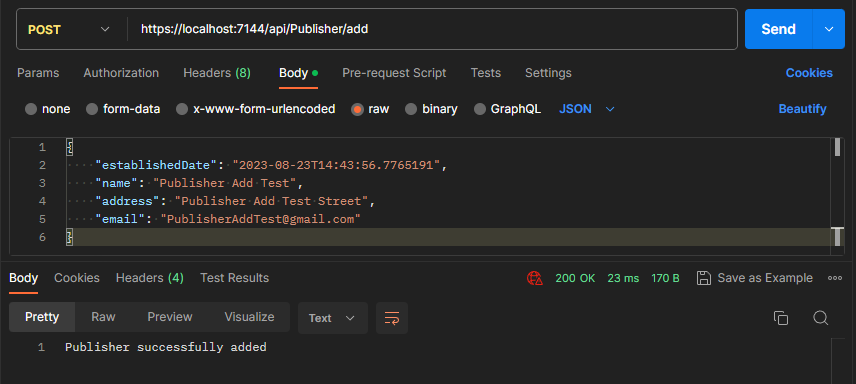 POST https://localhost:7144/api/Publisher/add Send
Params Authorization Headers (8) Body Pre-request Script Tests Settings Cookies
none form-data x-www-form-urlencoded raw binary GraphQL JSON Beautify
1 {
2 "establishedDate": "2023-08-23T14:43:56.7765191",
3 "name": "Publisher Add Test",
4 "address": "Publisher Add Test Street",
5 "email": "PublisherAddTest@gmail.com"
6 }
Body Cookies Headers (4) Test Results 200 OK 23 ms 170 B Save as Example
Pretty Raw Preview Visualize Text
1 Publisher successfully added